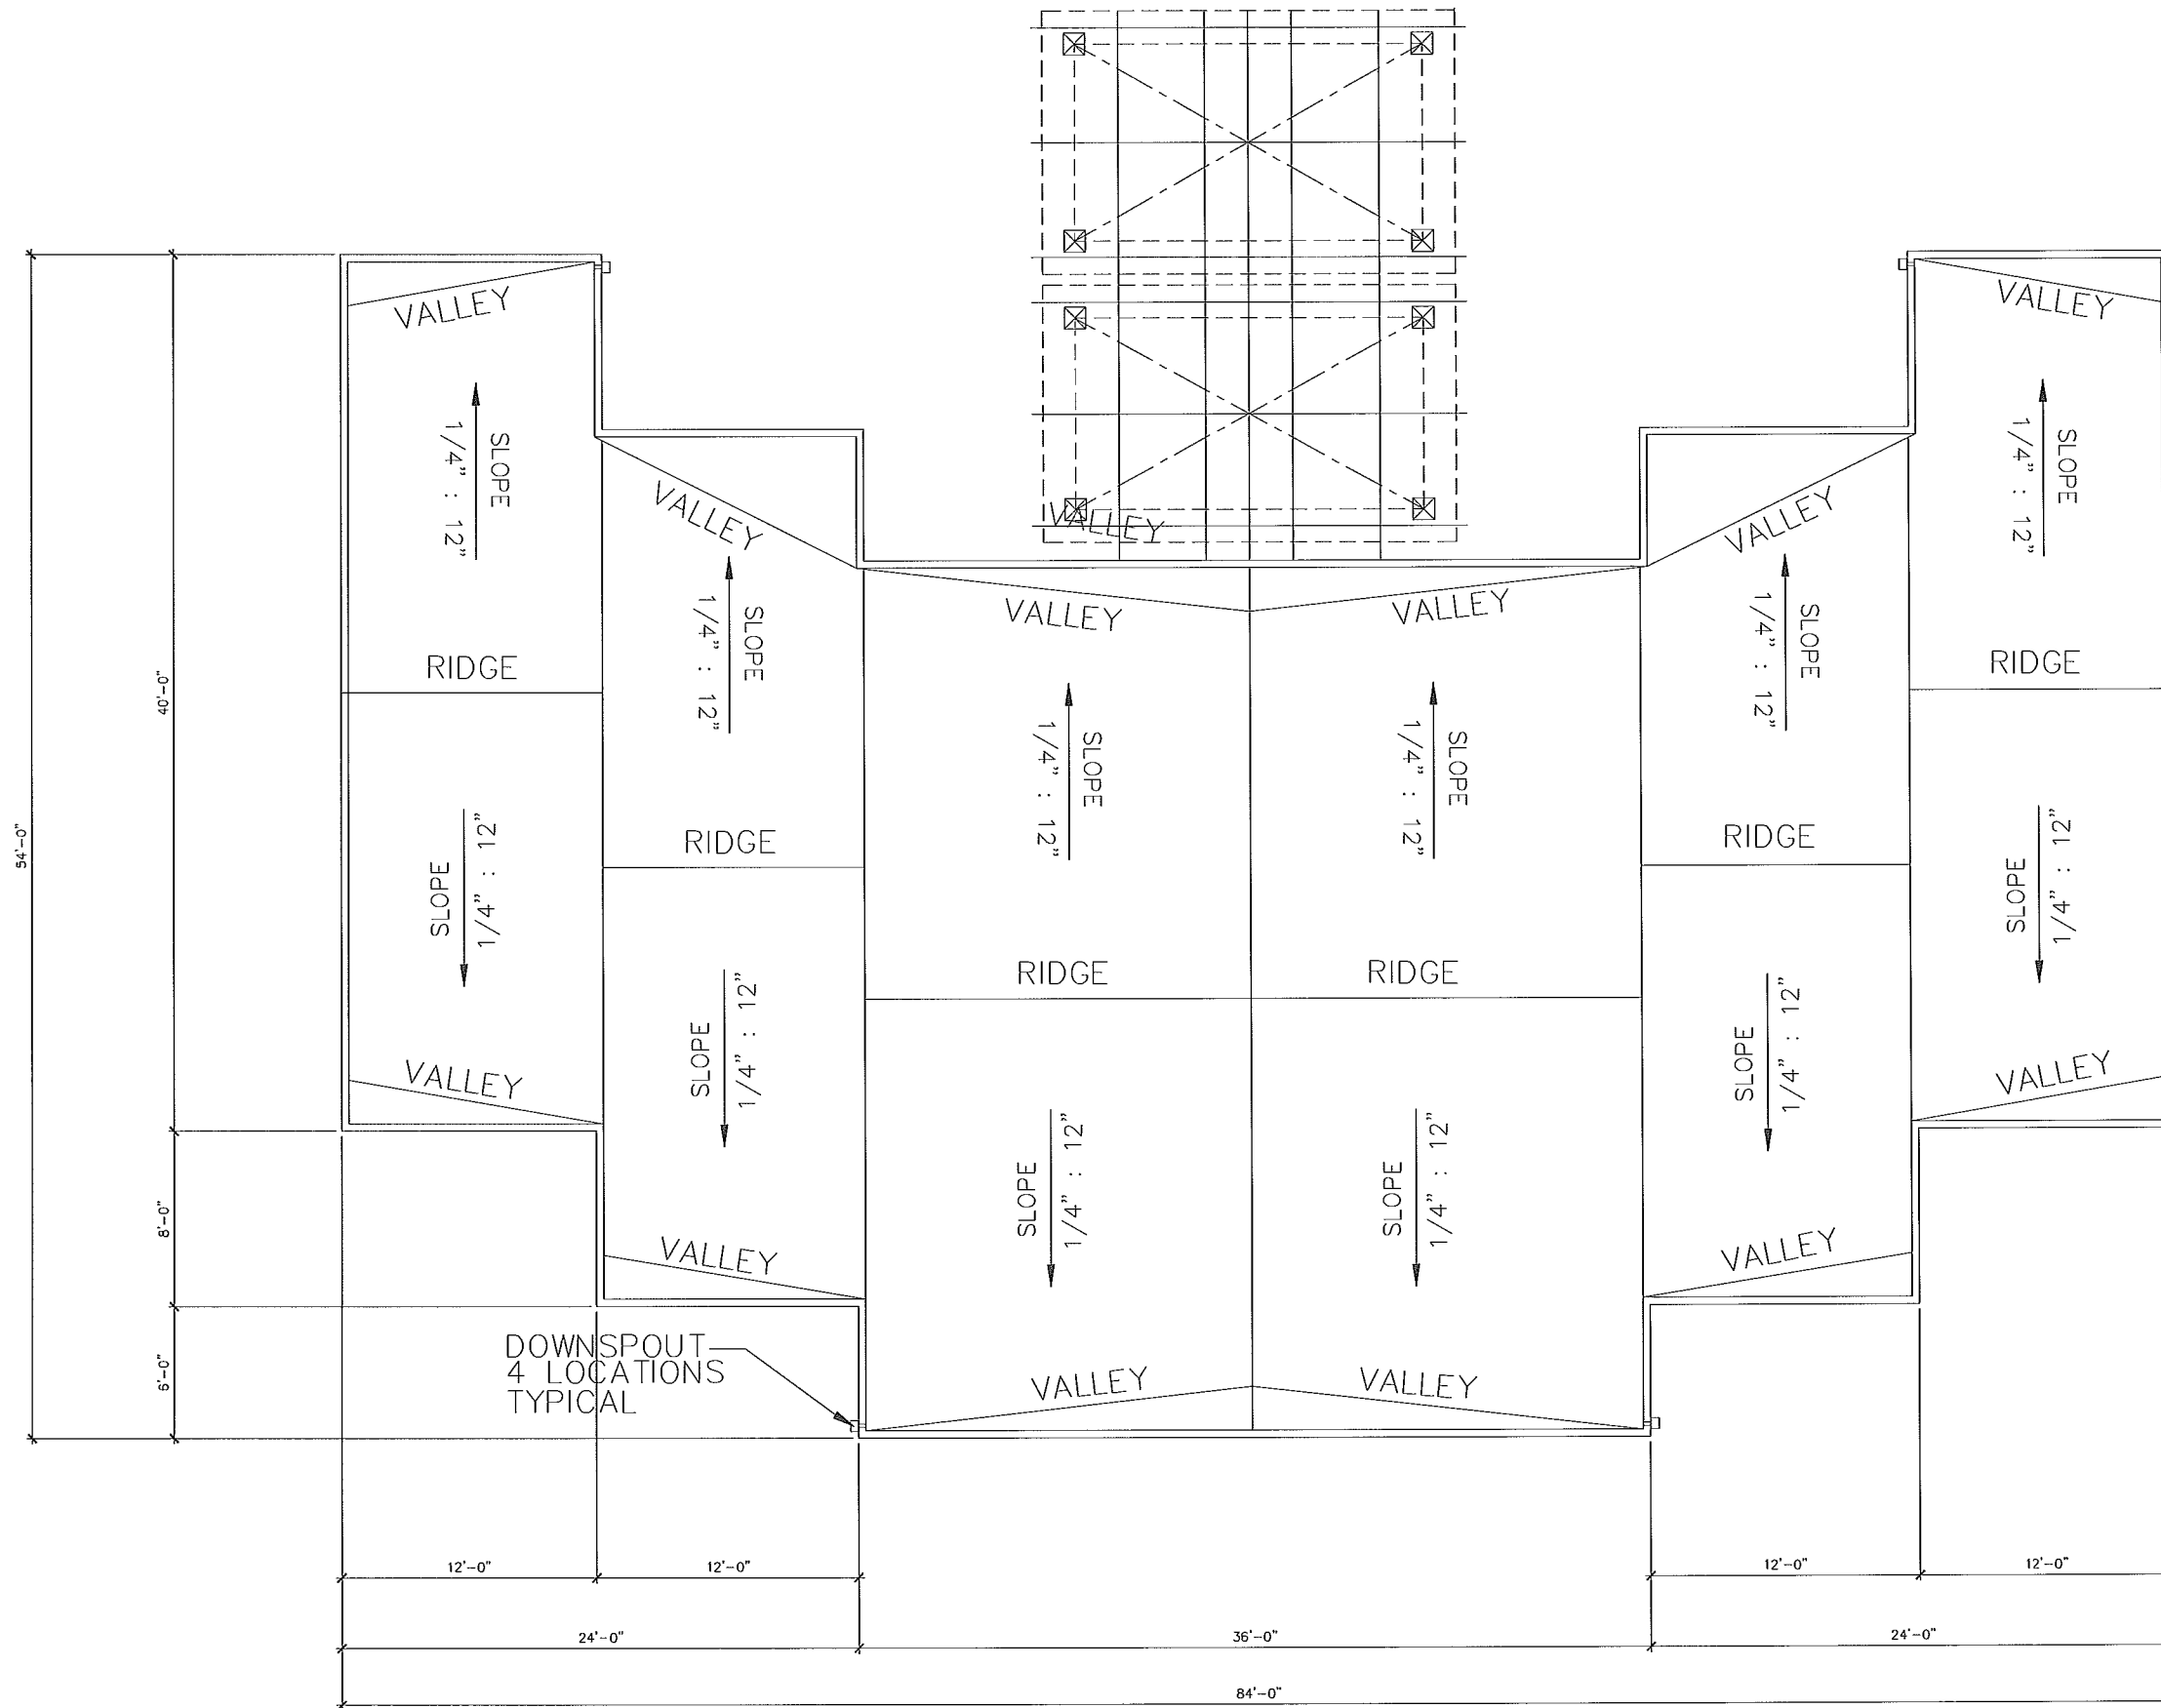 VALLEY
VALLEY
SLOPE
1/4" : 12"
SLOPE
1/4" : 12"
VALLEY
VALLEY
VALLEY
SLOPE
1/4" : 12"
SLOPE
1/4" : 12"
VALLEY
VALLEY
RIDGE
RIDGE
40'-0"
SLOPE
1/4" : 12"
SLOPE
1/4" : 12"
54'-0"
RIDGE
RIDGE
SLOPE
1/4" : 12"
SLOPE
1/4" : 12"
RIDGE
RIDGE
SLOPE
1/4" : 12"
SLOPE
1/4" : 12"
VALLEY
VALLEY
8'-0"
SLOPE
1/4" : 12"
SLOPE
1/4" : 12"
VALLEY
VALLEY
DOWNSPOUT
4 LOCATIONS
TYPICAL
6'-0"
VALLEY
VALLEY
12'-0"
12'-0"
12'-0"
12'-0"
24'-0"
36'-0"
24'-0"
84'-0"